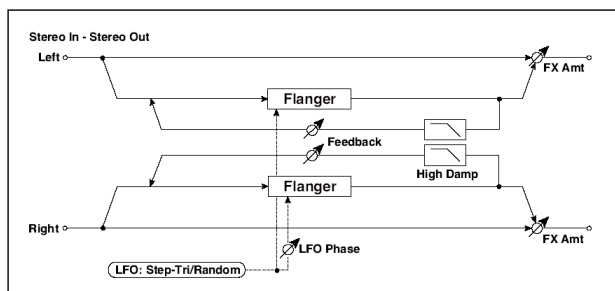 Stereo In - Stereo Out
Left
FX Amt
Flanger
Feedback
High Damp
Flanger
Right
LFO Phase
FX Amt
LFO: Step-Tri/Random